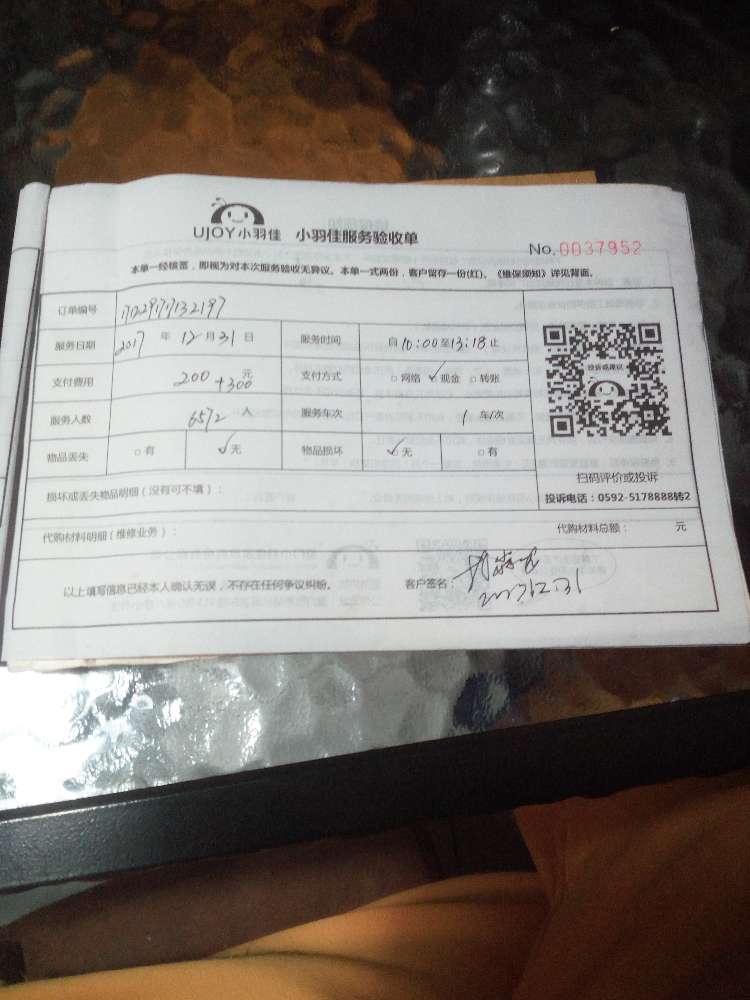 UJOY小羽佳 小羽佳服务验收单
No.0037952
本单一经核签，即视为对本次服务验收无异议。本单一式两份，客户留存一份(红)。《维保须知》详见背面。
订单编号
服务日期 2017 年 12 月 31 日 服务时间 自 10:00 至 13:18 止
支付费用 200 +300 元 支付方式 □网络 ✓现金 □转账
投诉或建议
服务人数 人 服务车次 1 车/次
物品丢失 □有 ✓无 物品损坏 ✓无 □有
扫码评价或投诉
损坏或丢失物品明细（没有可不填）：
投诉电话：0592-5178888转2
代购材料明细（维修业务）：
代购材料总额： 元
以上填写信息已经本人确认无误，不存在任何争议纠纷。
客户签名
2017.12.31